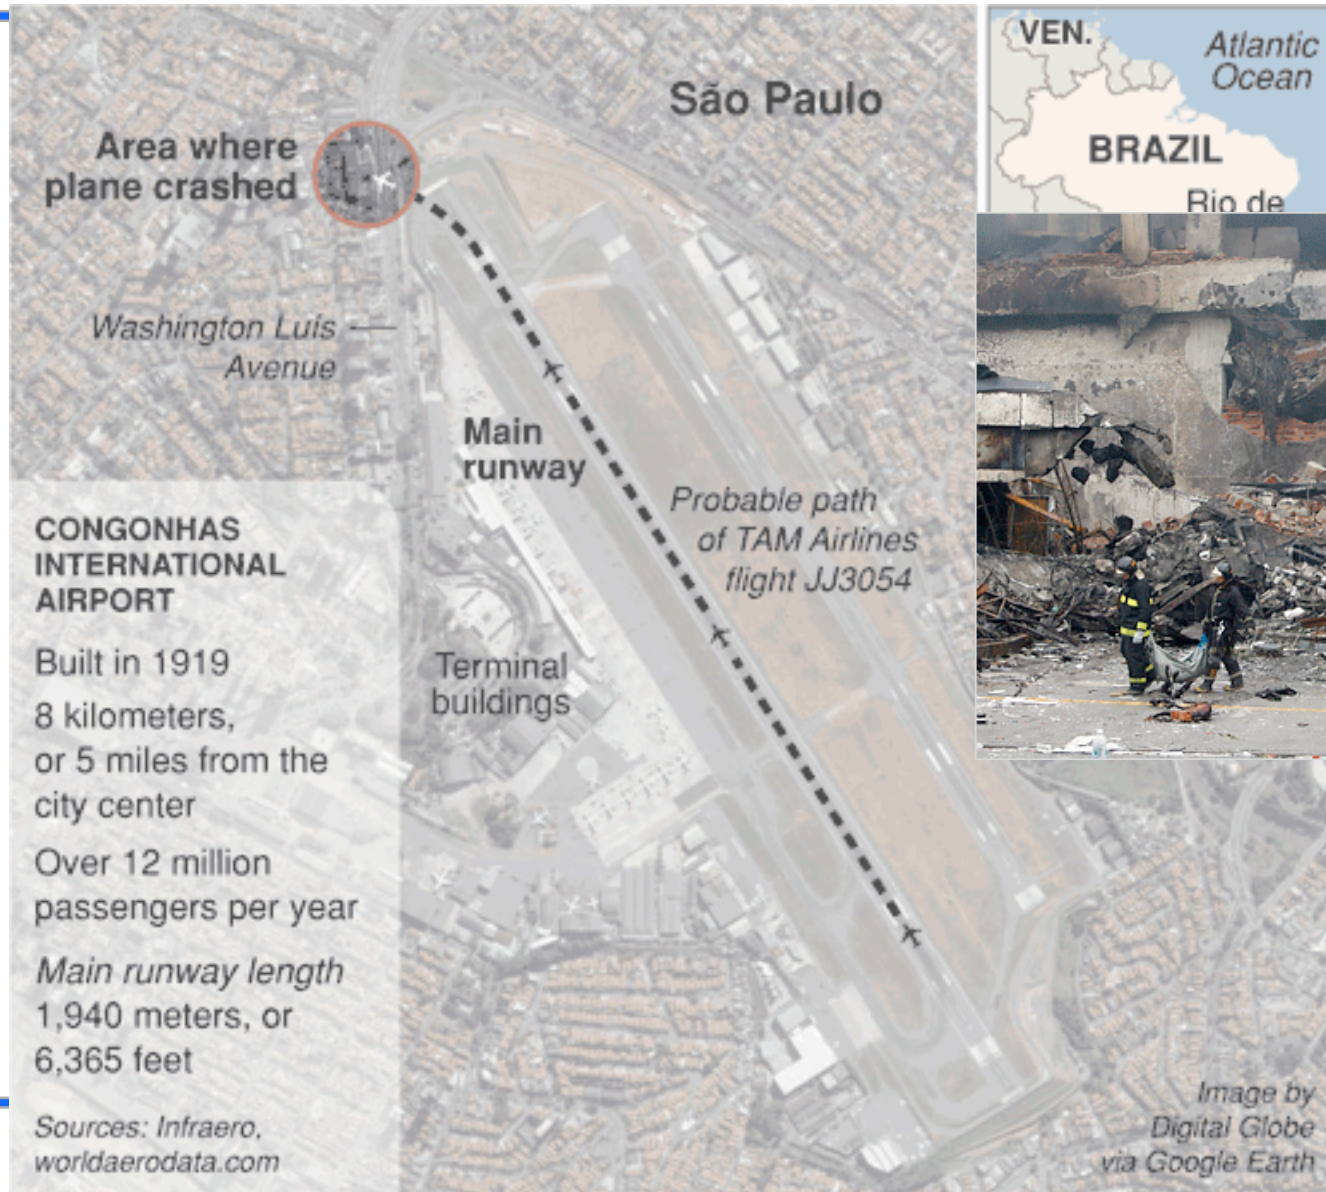 São Paulo
Area where
plane crashed
Washington Luís
Avenue
Main
runway
Probable path
of TAM Airlines
flight JJ3054
Terminal
buildings
CONGONHAS
INTERNATIONAL
AIRPORT
Built in 1919
8 kilometers,
or 5 miles from the
city center
Over 12 million
passengers per year
Main runway length
1,940 meters, or
6,365 feet
Sources: Infraero,
worldaerodata.com
VEN.
Atlantic
Ocean
BRAZIL
Rio de
Image by
Digital Globe
via Google Earth